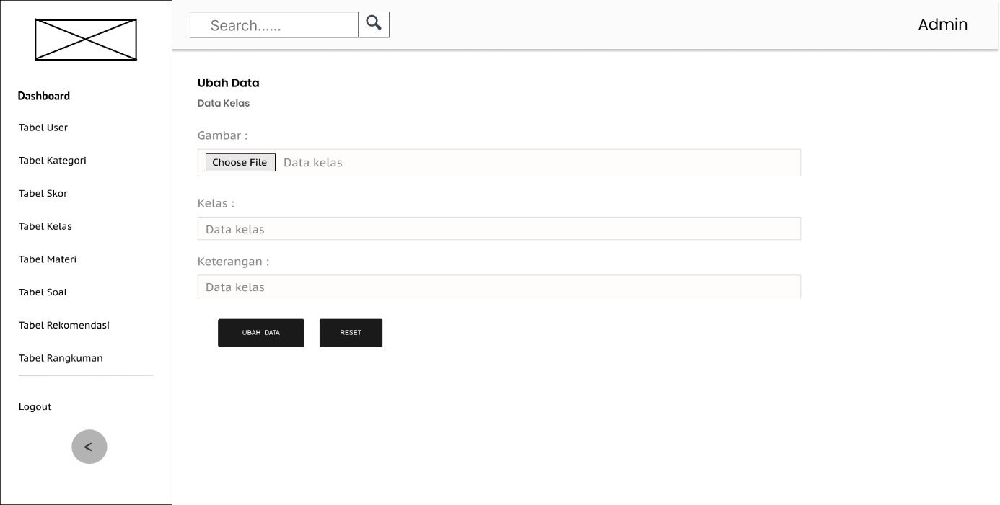 Search......
Admin
Dashboard
Tabel User
Tabel Kategori
Tabel Skor
Tabel Kelas
Tabel Materi
Tabel Soal
Tabel Rekomendasi
Tabel Rangkuman
Logout
<
Ubah Data
Data Kelas
Gambar :
Choose File Data kelas
Kelas :
Data kelas
Keterangan :
Data kelas
UBAH DATA RESET